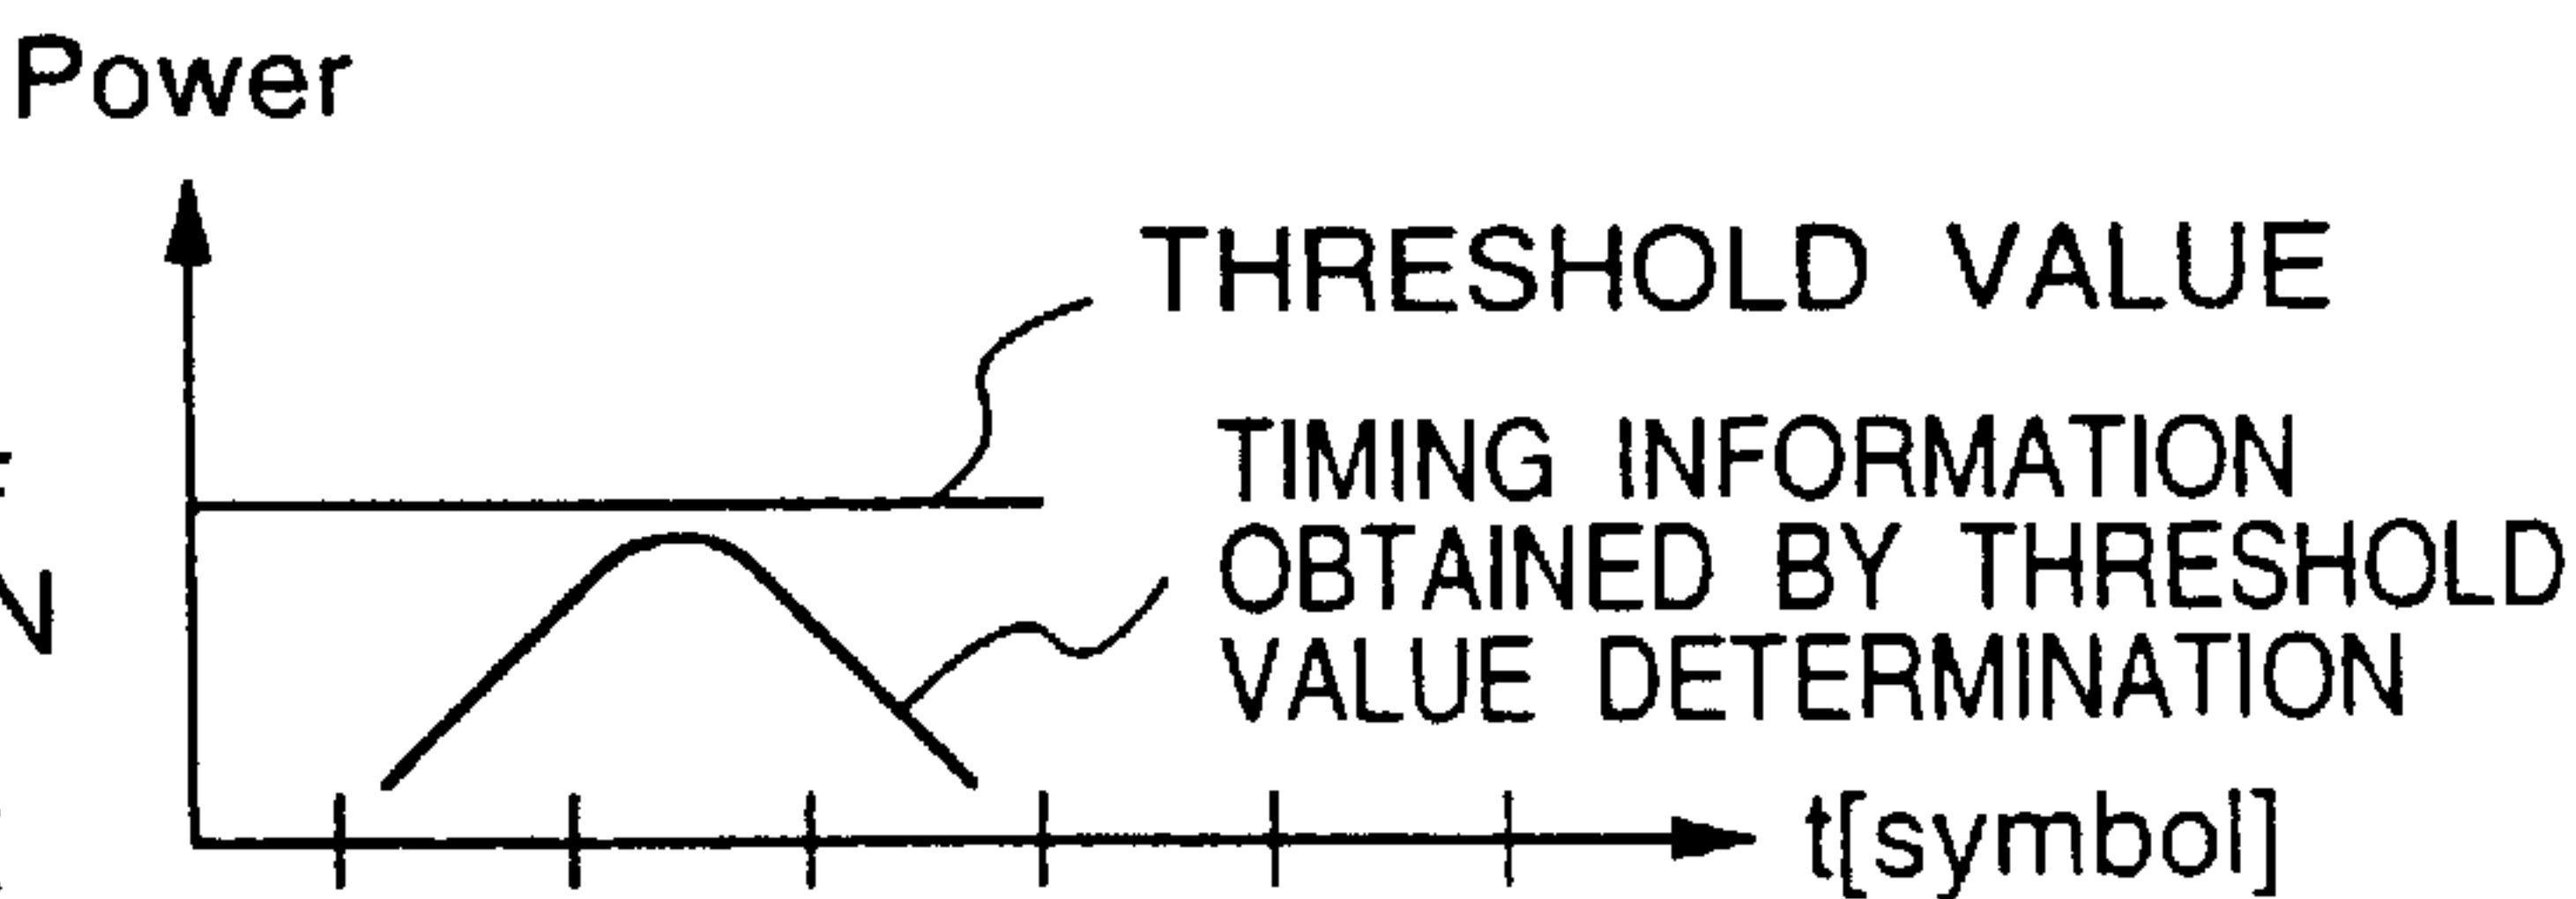 Power
THRESHOLD VALUE
TIMING INFORMATION
OBTAINED BY THRESHOLD
VALUE DETERMINATION
t[symbol]